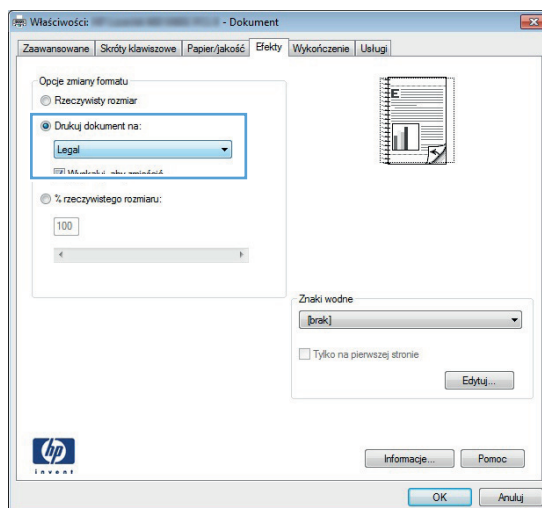 Właściwości:
- Dokument
Zaawansowane Skróty klawiszowe Papier/jakość Efekty Wykończenie Usługi
Opcje zmiany formatu
Rzeczywisty rozmiar
Drukuj dokument na:
Legal
% rzeczywistego rozmiaru:
100
E
Znaki wodne
[brak]
Tylko na pierwszej stronie
Edytuj...
hp
invent
Informacje... Pomoc
OK Anuluj